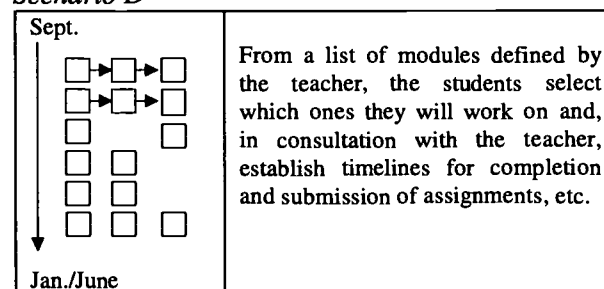 Sept.
Jan./June
From a list of modules defined by
the teacher, the students select
which ones they will work on and,
in consultation with the teacher,
establish timelines for completion
and submission of assignments, etc.